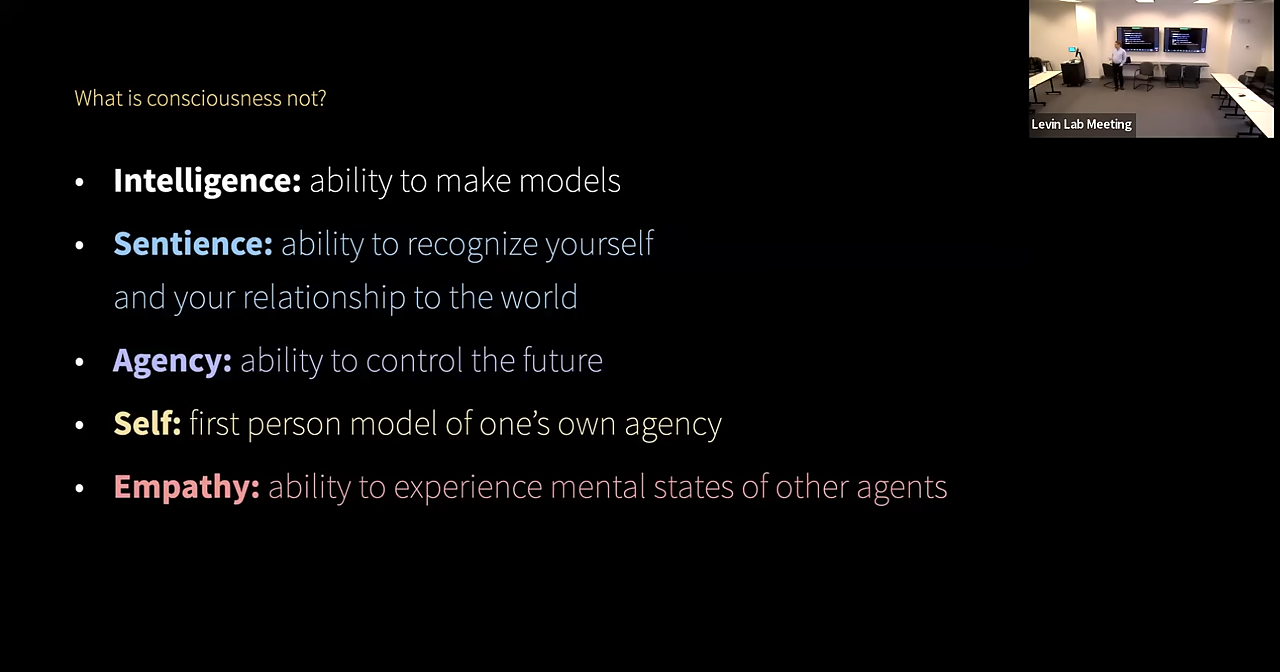 What is consciousness not?
Levin Lab Meeting
• Intelligence: ability to make models
• Sentience: ability to recognize yourself
and your relationship to the world
• Agency: ability to control the future
• Self: first person model of one’s own agency
• Empathy: ability to experience mental states of other agents